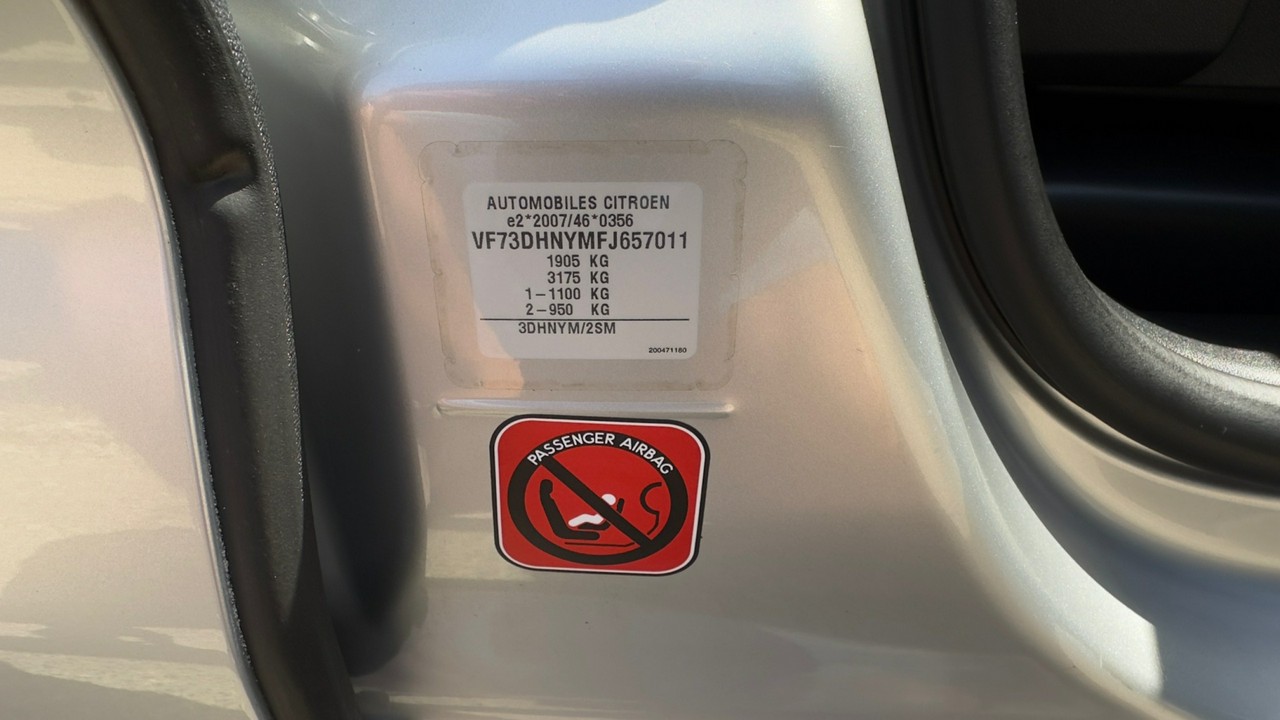 AUTOMOBILES CITROEN
e2*2007/46*0356
VF73DHNYMFJ657011
1905 KG
3175 KG
1-1100 KG
2-950 KG
3DHNYM/2SM
200471180
PASSENGER AIRBAG